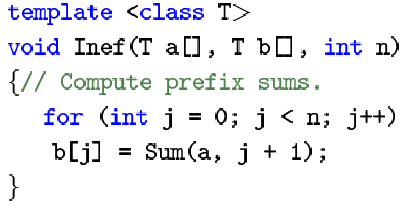 template <class T>
void Inef(T a[], T b[], int n)
{// Compute prefix sums.
for (int j = 0; j < n; j++)
b[j] = Sum(a, j + 1);
}